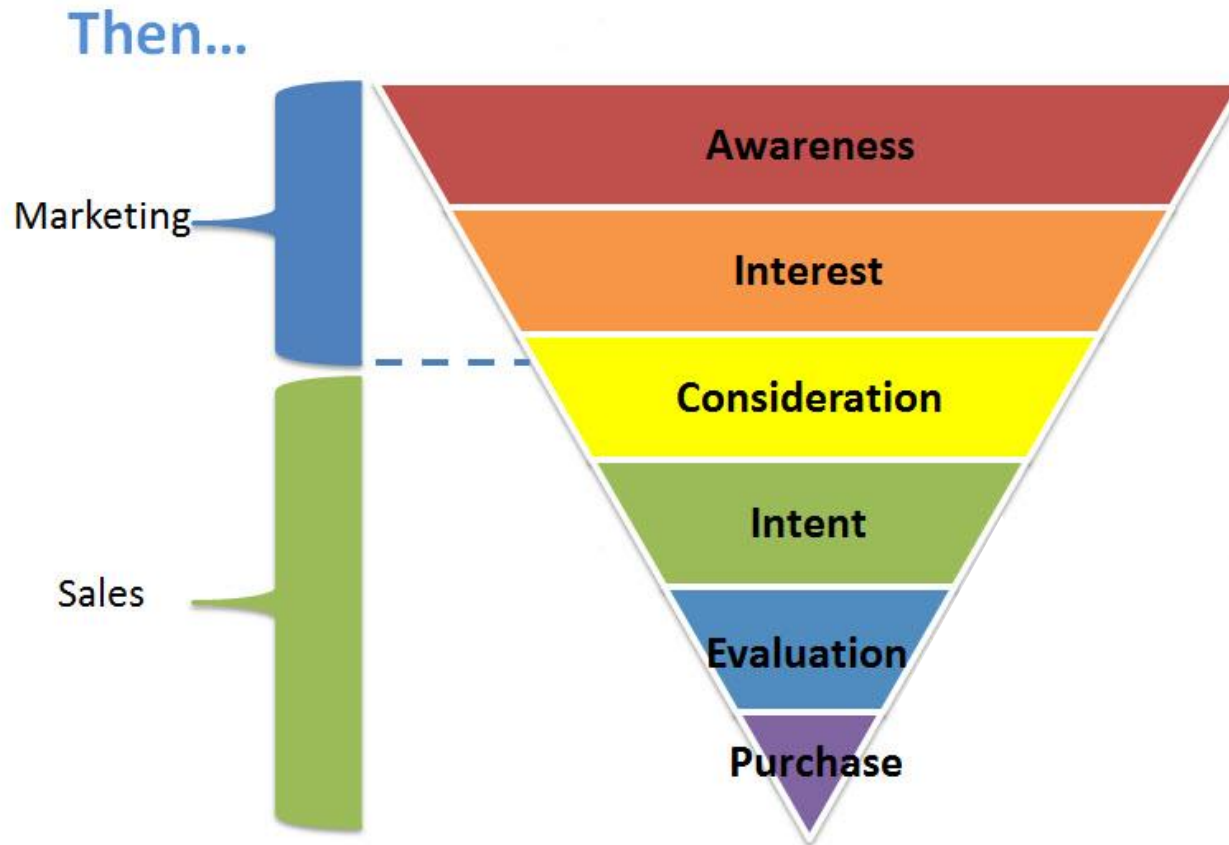 Then...
Marketing
Sales
Awareness
Interest
Consideration
Intent
Evaluation
Purchase